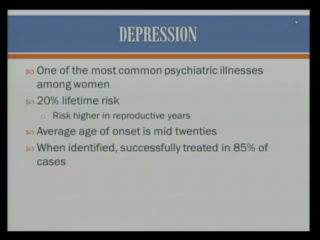 DEPRESSION
One of the most common psychiatric illnesses
among women
20% lifetime risk
Risk higher in reproductive years
Average age of onset is mid twenties
When identified, successfully treated in 85% of
cases